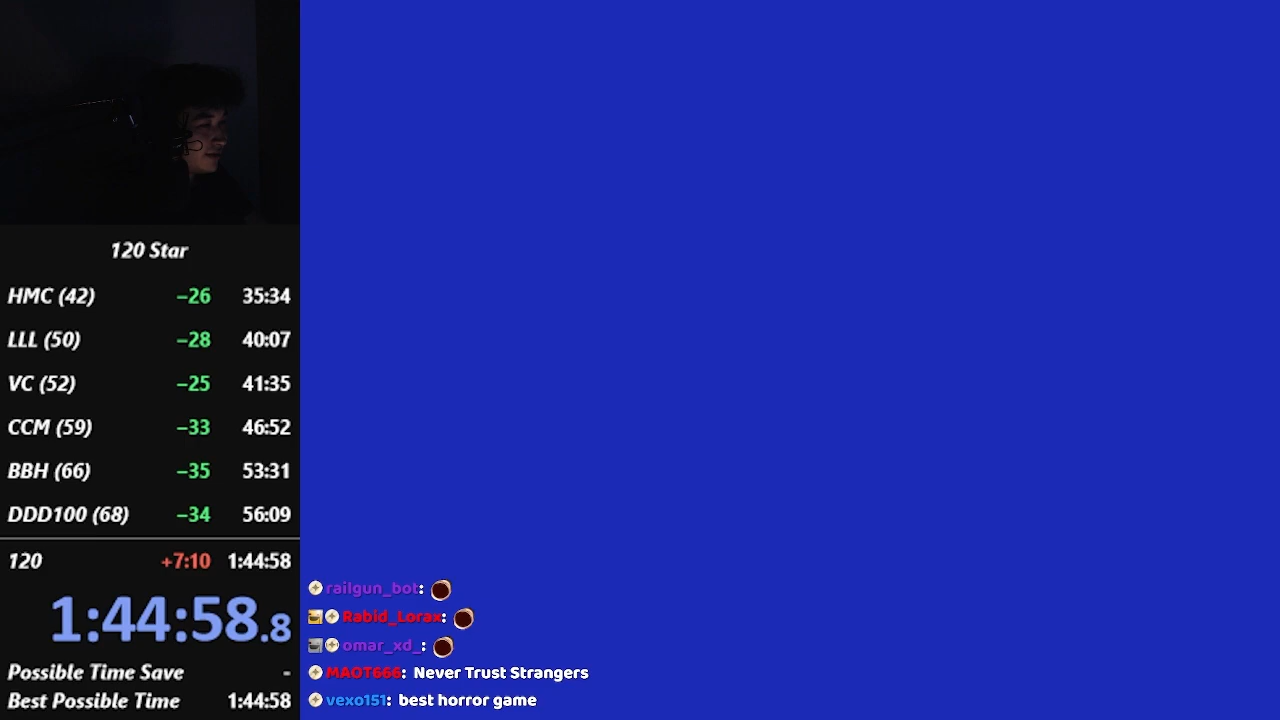 120 Star
HMC (42) −26 35:34
LLL (50) −28 40:07
VC (52) −25 41:35
CCM (59) −33 46:52
BBH (66) −35 53:31
DDD100 (68) −34 56:09
120 +7:10 1:44:58
1:44:58.8
Possible Time Save -
Best Possible Time 1:44:58
railgun_bot:
Rabid_Lorax:
omar_xd_:
MAOT666: Never Trust Strangers
vexo151: best horror game